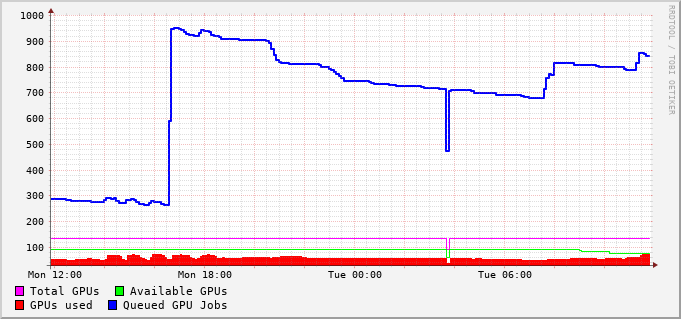 1000
900
800
700
600
500
400
300
200
100
Mon 12:00 Mon 18:00 Tue 00:00 Tue 06:00
Total GPUs Available GPUs
GPUs used Queued GPU Jobs
RRDTOOL / TOBI OETIKER